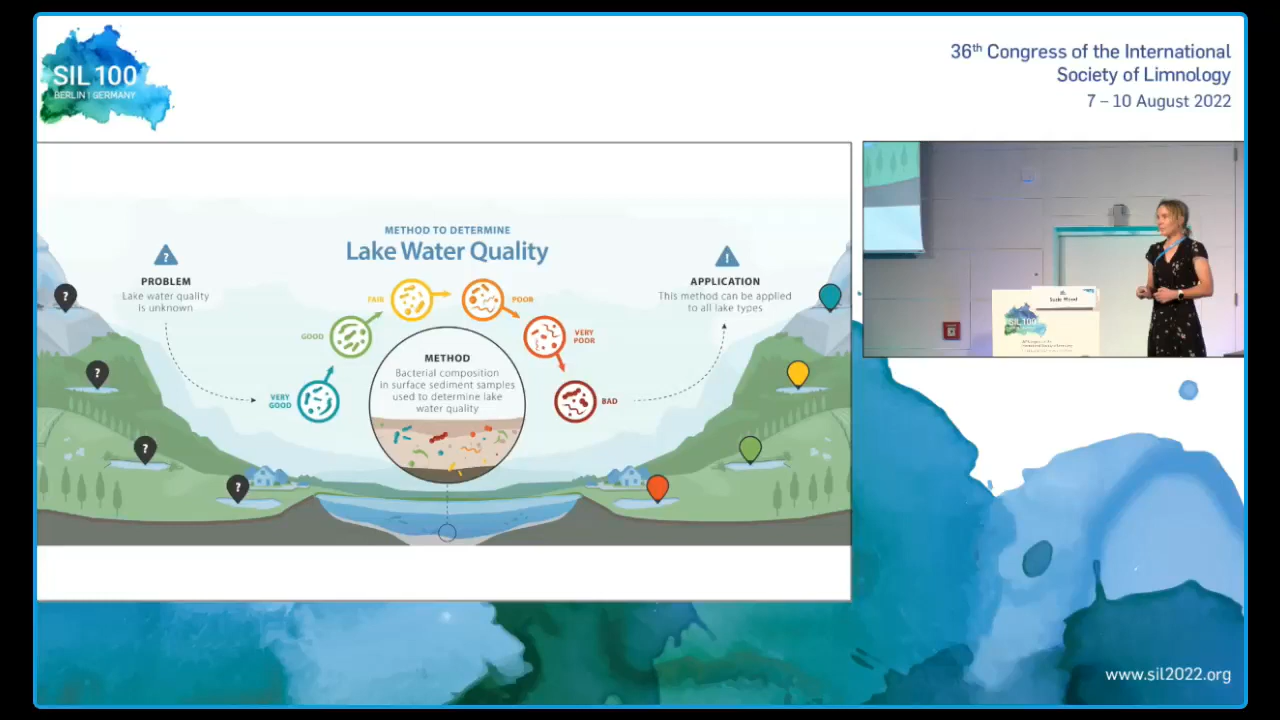 SIL 100
BERLIN | GERMANY
36th Congress of the International
Society of Limnology
7 – 10 August 2022
METHOD TO DETERMINE
Lake Water Quality
?
PROBLEM
Lake water quality
is unknown
!
APPLICATION
This method can be applied
to all lake types
FAIR
POOR
GOOD
VERY
POOR
VERY
GOOD
BAD
METHOD
Bacterial composition
in surface sediment samples
used to determine lake
water quality
?
?
?
?
SIL 100
www.sil2022.org